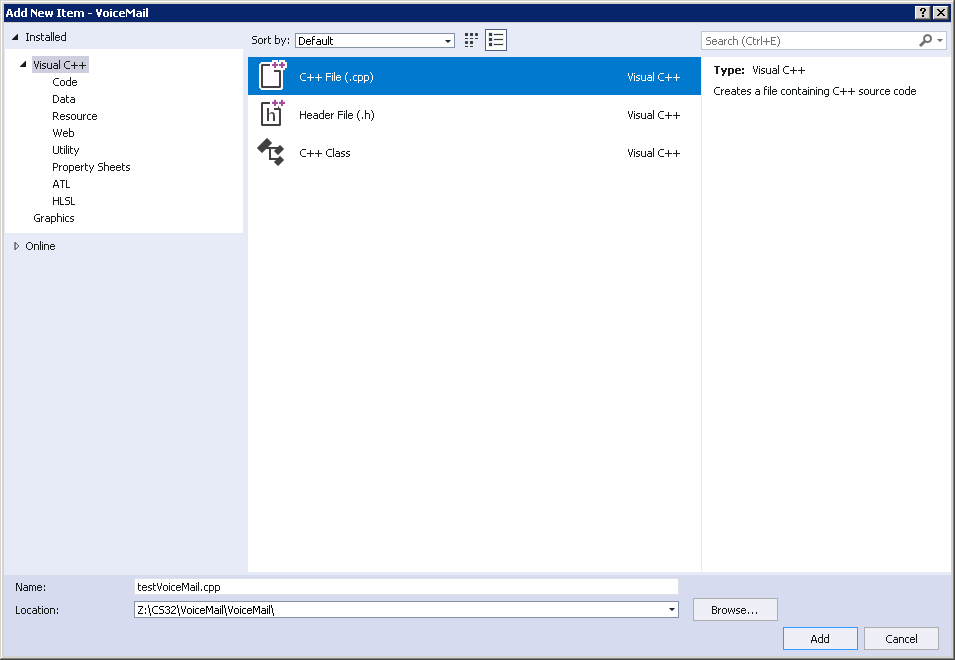 Add New Item - VoiceMail
Installed
Visual C++
Code
Data
Resource
Web
Utility
Property Sheets
ATL
HLSL
Graphics
Online
Sort by: Default
C++ File (.cpp) Visual C++
Header File (.h) Visual C++
C++ Class Visual C++
Search (Ctrl+E)
Type: Visual C++
Creates a file containing C++ source code
Name: testVoiceMail.cpp
Location: Z:\CS32\VoiceMail\VoiceMail\
Browse...
Add Cancel